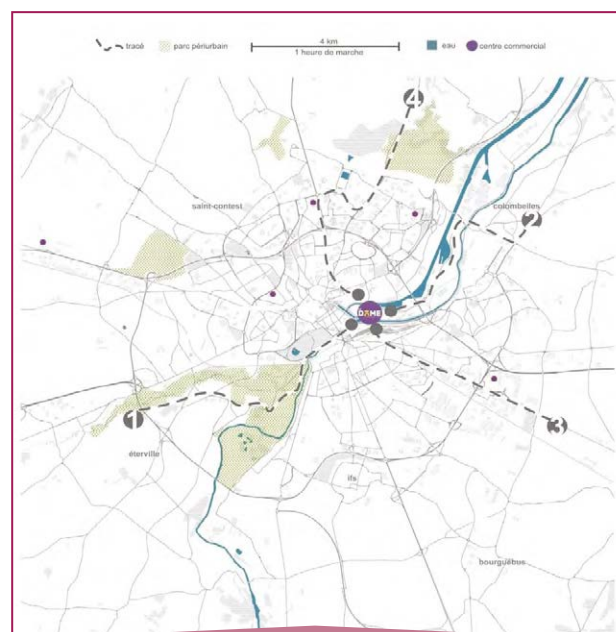 4 km
tracé parc périurbain 1 heure de marche eau centre commercial
4
saint-contest colombelles
2
DOME
1 3
éterville
ifs
bourguébus